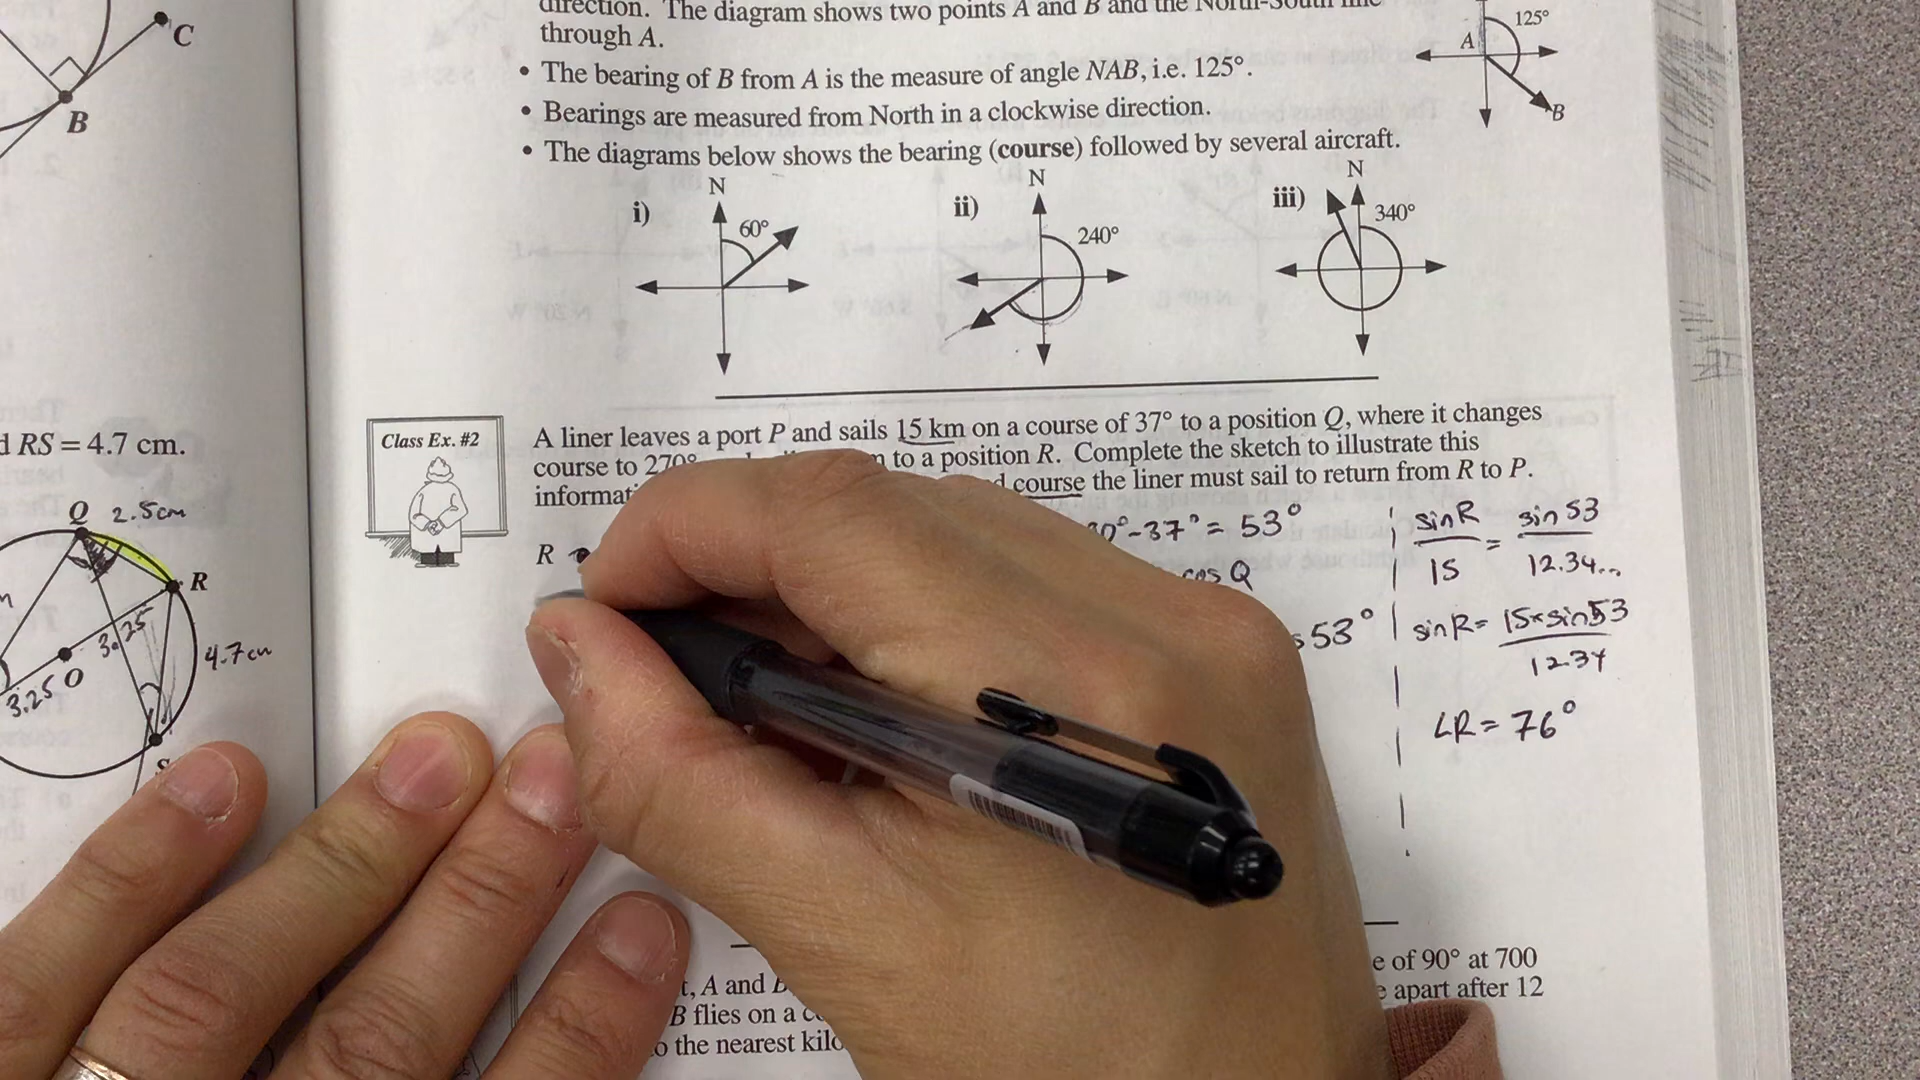 direction. The diagram shows two points A and B and the North-South line
through A.
• The bearing of B from A is the measure of angle NAB, i.e. 125°.
• Bearings are measured from North in a clockwise direction.
• The diagrams below shows the bearing (course) followed by several aircraft.
125°
A
B
C
B
i)
N
60°
ii)
N
240°
iii)
N
340°
Class Ex. #2
A liner leaves a port P and sails 15 km on a course of 37° to a position Q, where it changes
course to 270° to a position R. Complete the sketch to illustrate this
course the liner must sail to return from R to P.
R
-37° = 53°
cos Q
53°
sin R / 15 = sin 53 / 12.34...
sin R = 15×sin 53 / 12.34
∠R = 76°
RS = 4.7 cm.
Q 2.5cm
R
3.25
4.7cm
3.25 O
S
e of 90° at 700
, A and
apart after 12
B flies on a
the nearest